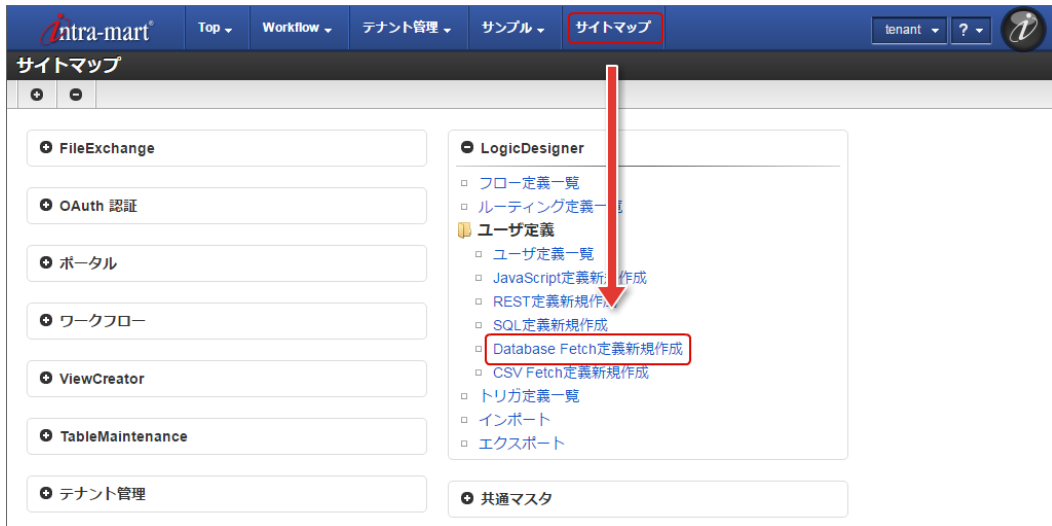 intra-mart Top Workflow テナント管理 サンプル サイトマップ tenant ?
サイトマップ
FileExchange
OAuth 認証
ポータル
ワークフロー
ViewCreator
TableMaintenance
テナント管理
LogicDesigner
フロー定義一覧
ルーティング定義一覧
ユーザ定義
ユーザ定義一覧
JavaScript定義新規作成
REST定義新規作
SQL定義新規作成
Database Fetch定義新規作成
CSV Fetch定義新規作成
トリガ定義一覧
インポート
エクスポート
共通マスタ